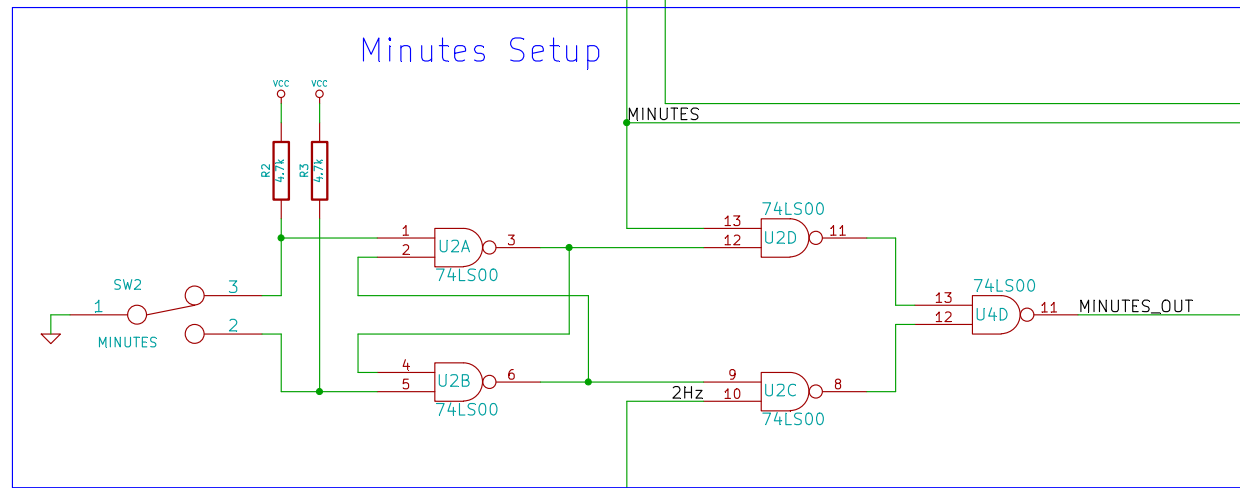 Minutes Setup
VCC
VCC
MINUTES
R2
4.7k
R3
4.7k
74LS00
13
U2D
11
12
1
U2A
3
2
74LS00
SW2
3
1
2
MINUTES
74LS00
13
U4D
11
MINUTES_OUT
12
4
U2B
6
5
74LS00
9
2Hz
10
U2C
8
74LS00